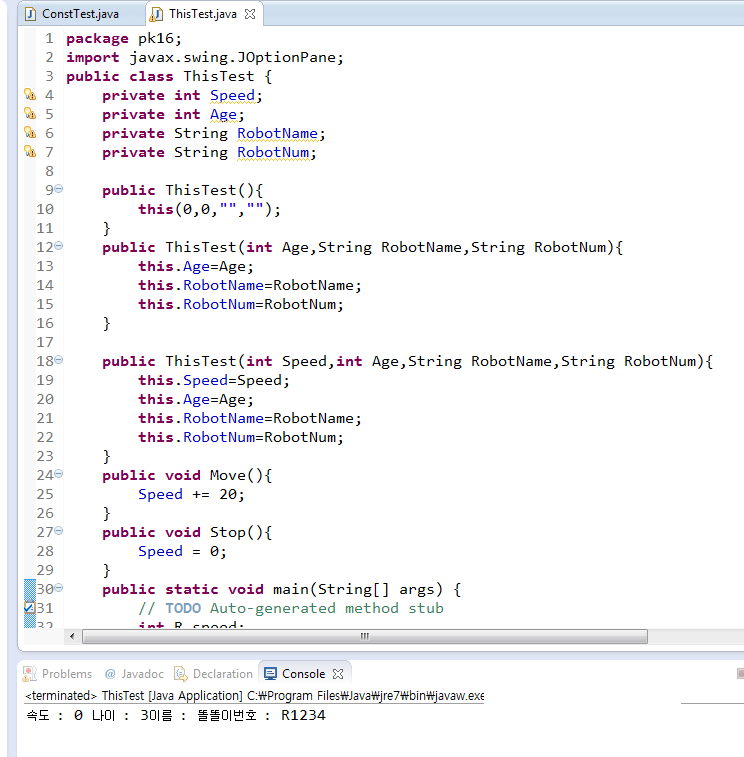 ConstTest.java ThisTest.java
1 package pk16;
2 import javax.swing.JOptionPane;
3 public class ThisTest {
4 private int Speed;
5 private int Age;
6 private String RobotName;
7 private String RobotNum;
8
9 public ThisTest(){
10 this(0,0,"","");
11 }
12 public ThisTest(int Age,String RobotName,String RobotNum){
13 this.Age=Age;
14 this.RobotName=RobotName;
15 this.RobotNum=RobotNum;
16 }
17
18 public ThisTest(int Speed,int Age,String RobotName,String RobotNum){
19 this.Speed=Speed;
20 this.Age=Age;
21 this.RobotName=RobotName;
22 this.RobotNum=RobotNum;
23 }
24 public void Move(){
25 Speed += 20;
26 }
27 public void Stop(){
28 Speed = 0;
29 }
30 public static void main(String[] args) {
31 // TODO Auto-generated method stub
32 int R_speed;
Problems Javadoc Declaration Console
<terminated> ThisTest [Java Application] C:₩Program Files₩Java₩jre7₩bin₩javaw.exe
속도 : 0 나이 : 3이름 : 똘똘이번호 : R1234